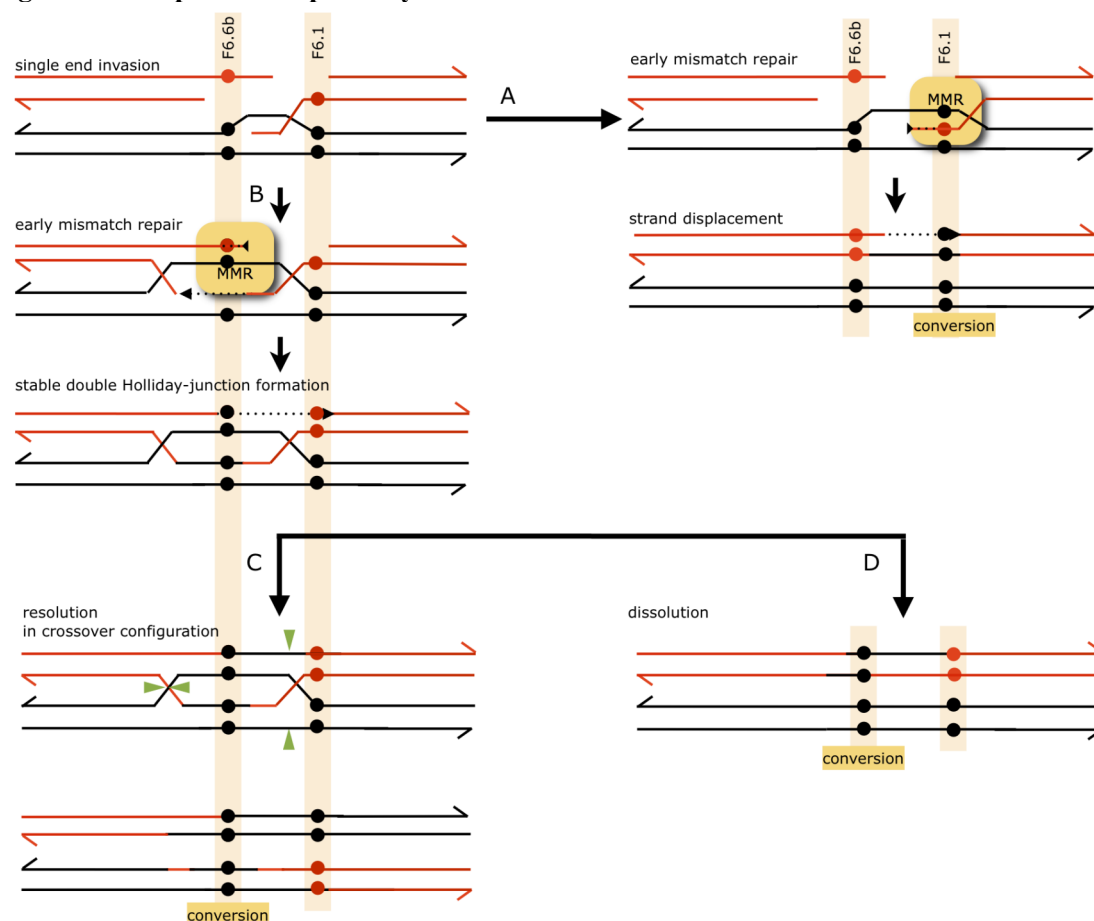 F6.6b
F6.1
single end invasion
A
F6.6b
F6.1
early mismatch repair
MMR
B
early mismatch repair
MMR
strand displacement
conversion
stable double Holliday-junction formation
C
D
resolution
in crossover configuration
dissolution
conversion
conversion